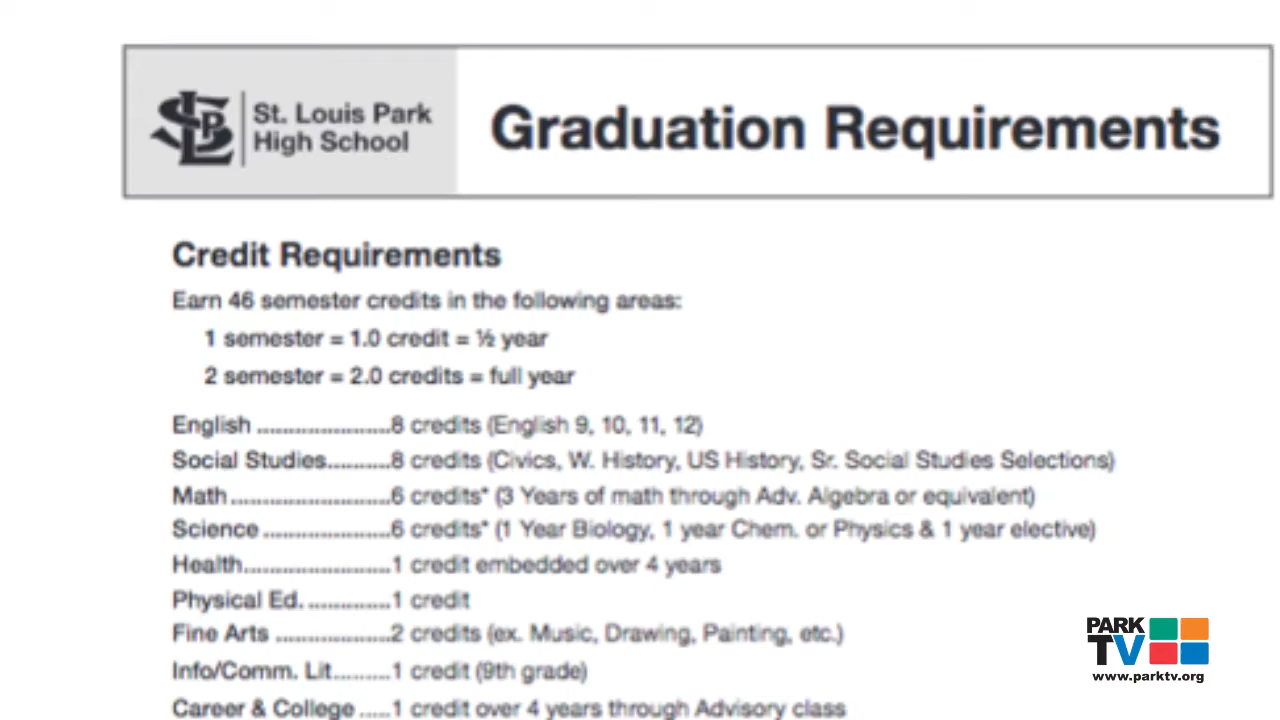 SLP
St. Louis Park
High School
Graduation Requirements
Credit Requirements
Earn 46 semester credits in the following areas:
1 semester = 1.0 credit = ½ year
2 semester = 2.0 credits = full year
English ......................8 credits (English 9, 10, 11, 12)
Social Studies..........8 credits (Civics, W. History, US History, Sr. Social Studies Selections)
Math .........................6 credits* (3 Years of math through Adv. Algebra or equivalent)
Science ....................6 credits* (1 Year Biology, 1 year Chem. or Physics & 1 year elective)
Health.......................1 credit embedded over 4 years
Physical Ed. .............1 credit
Fine Arts ..................2 credits (ex. Music, Drawing, Painting, etc.)
Info/Comm. Lit.........1 credit (9th grade)
Career & College .....1 credit over 4 years through Advisory class
PARK
TV
www.parktv.org